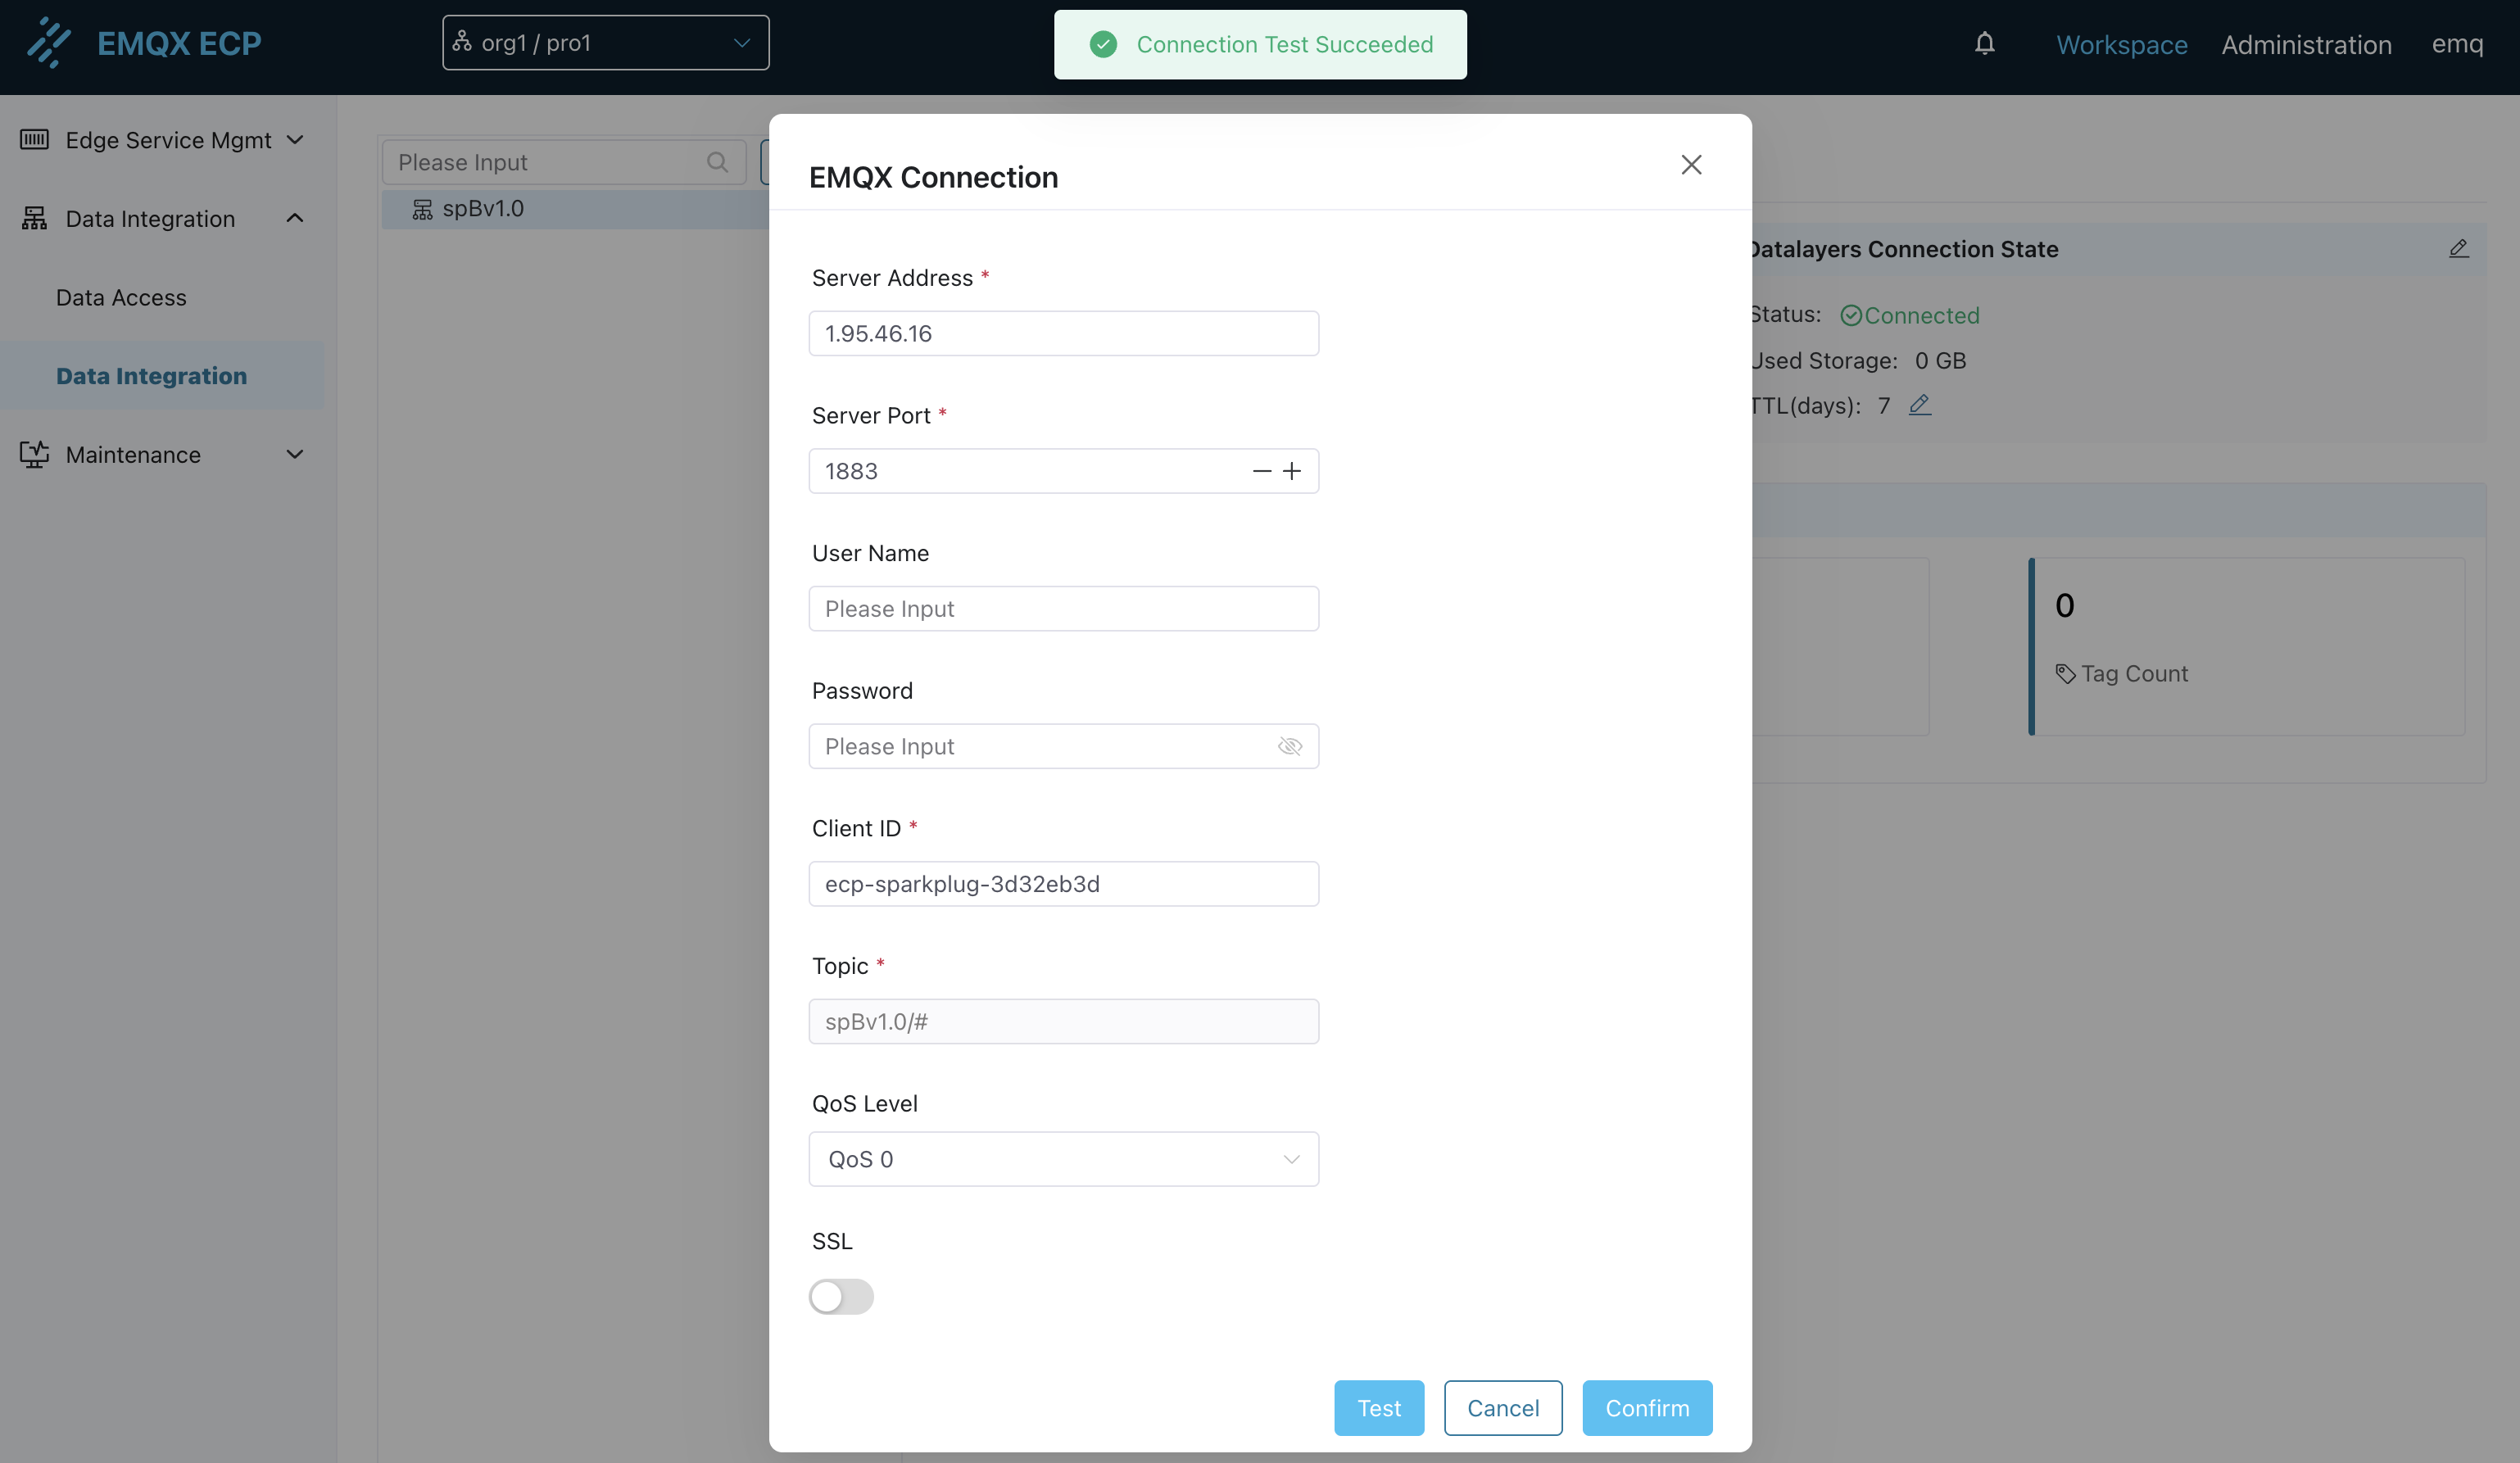 EMQX ECP
org1 / pro1
Connection Test Succeeded
Workspace
Administration
emq
Edge Service Mgmt
Data Integration
Data Access
Data Integration
Maintenance
Please Input
spBv1.0
EMQX Connection
Server Address *
1.95.46.16
Server Port *
1883
User Name
Please Input
Password
Please Input
Client ID *
ecp-sparkplug-3d32eb3d
Topic *
spBv1.0/#
QoS Level
QoS 0
SSL
Test
Cancel
Confirm
Datalayers Connection State
Status: Connected
Used Storage: 0 GB
TTL(days): 7
0
Tag Count